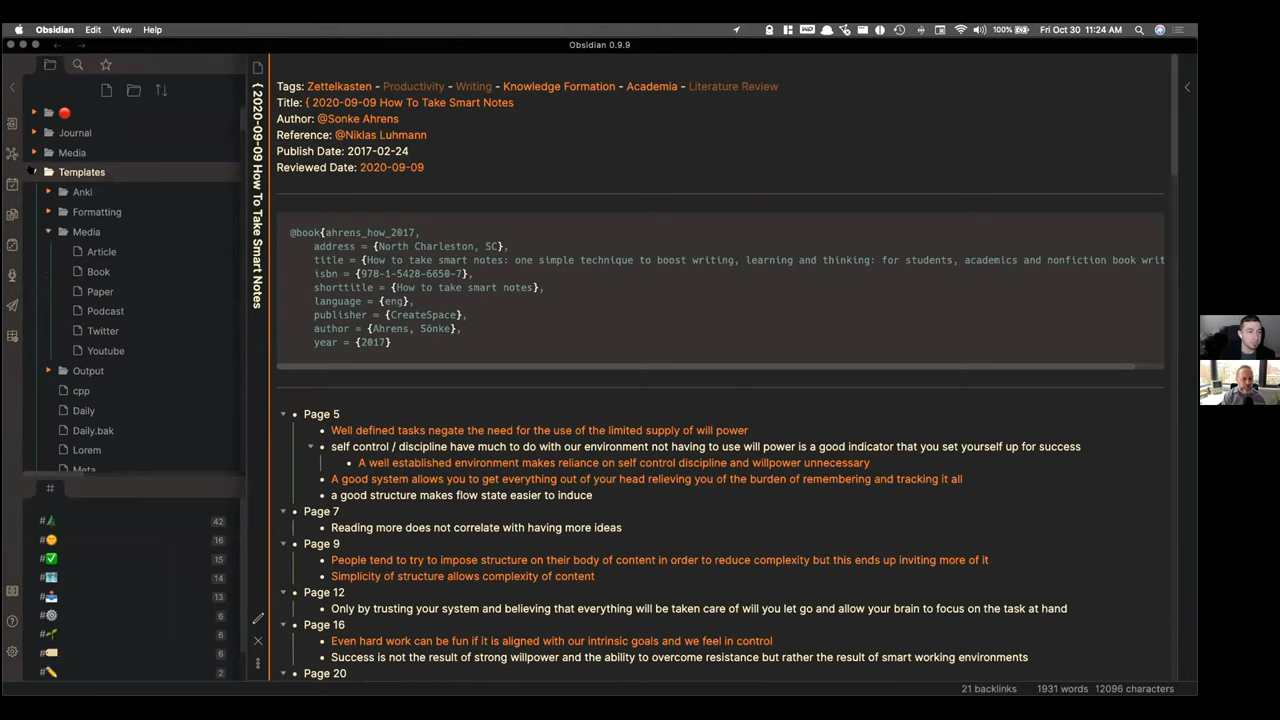 Obsidian Edit View Help 100% Fri Oct 30 11:24 AM
Obsidian 0.9.9
Journal
Media
Templates
Anki
Formatting
Media
Article
Book
Paper
Podcast
Twitter
Youtube
Output
cpp
Daily
Daily.bak
Lorem
Meta
#
# 42
# 16
#✅ 15
# 14
# 13
#⚙ 6
#🌱 6
# 6
#✏ 2
{ 2020-09-09 How To Take Smart Notes
Tags: Zettelkasten - Productivity - Writing - Knowledge Formation - Academia - Literature Review
Title: { 2020-09-09 How To Take Smart Notes
Author: @Sonke Ahrens
Reference: @Niklas Luhmann
Publish Date: 2017-02-24
Reviewed Date: 2020-09-09
@book{ahrens_how_2017,
address = {North Charleston, SC},
title = {How to take smart notes: one simple technique to boost writing, learning and thinking: for students, academics and nonfiction book writ
isbn = {978-1-5428-6650-7},
shorttitle = {How to take smart notes},
language = {eng},
publisher = {CreateSpace},
author = {Ahrens, Sönke},
year = {2017}
Page 5
Well defined tasks negate the need for the use of the limited supply of will power
self control / discipline have much to do with our environment not having to use will power is a good indicator that you set yourself up for success
A well established environment makes reliance on self control discipline and willpower unnecessary
A good system allows you to get everything out of your head relieving you of the burden of remembering and tracking it all
a good structure makes flow state easier to induce
Page 7
Reading more does not correlate with having more ideas
Page 9
People tend to try to impose structure on their body of content in order to reduce complexity but this ends up inviting more of it
Simplicity of structure allows complexity of content
Page 12
Only by trusting your system and believing that everything will be taken care of will you let go and allow your brain to focus on the task at hand
Page 16
Even hard work can be fun if it is aligned with our intrinsic goals and we feel in control
Success is not the result of strong willpower and the ability to overcome resistance but rather the result of smart working environments
Page 20
21 backlinks 1931 words 12096 characters